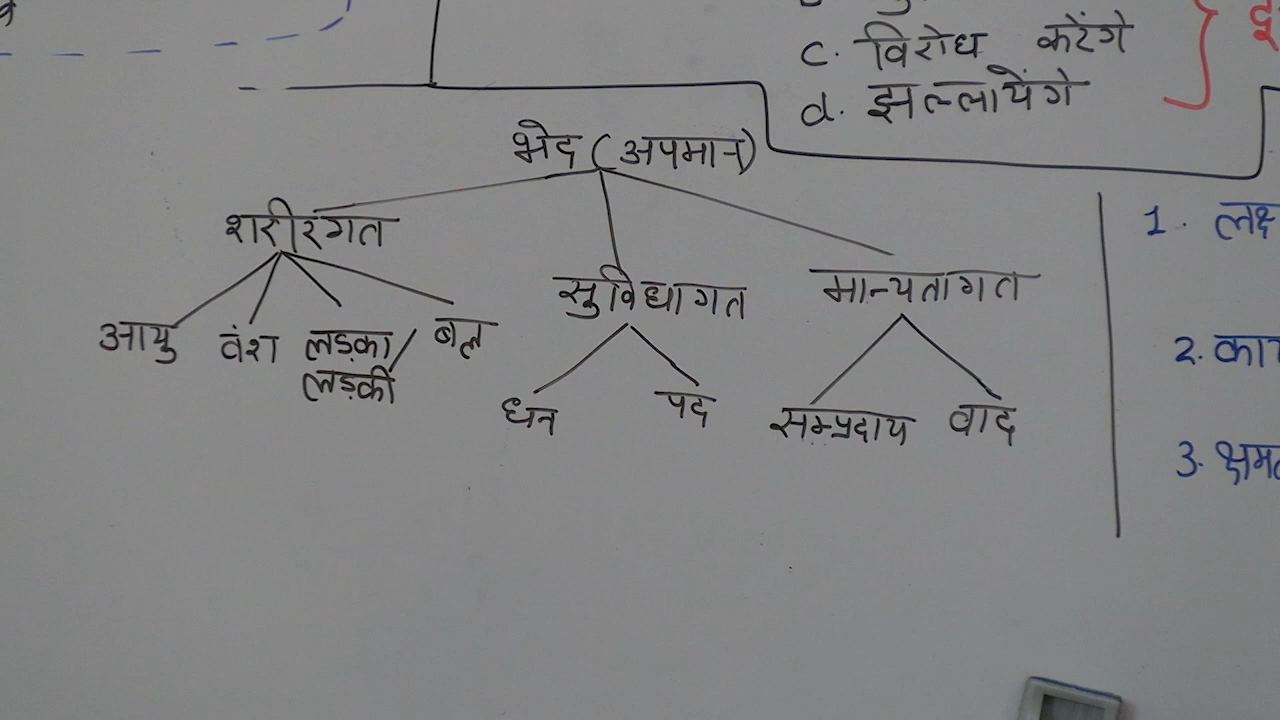 c. विरोध करेंगे
d. झल्लायेंगे
भेद (अपमान)
शरीरगत
सुविधागत
मान्यतागत
आयु
वंश
लड़का/
लड़की
बल
धन
पद
सम्प्रदाय
वाद
1.
2.
3.